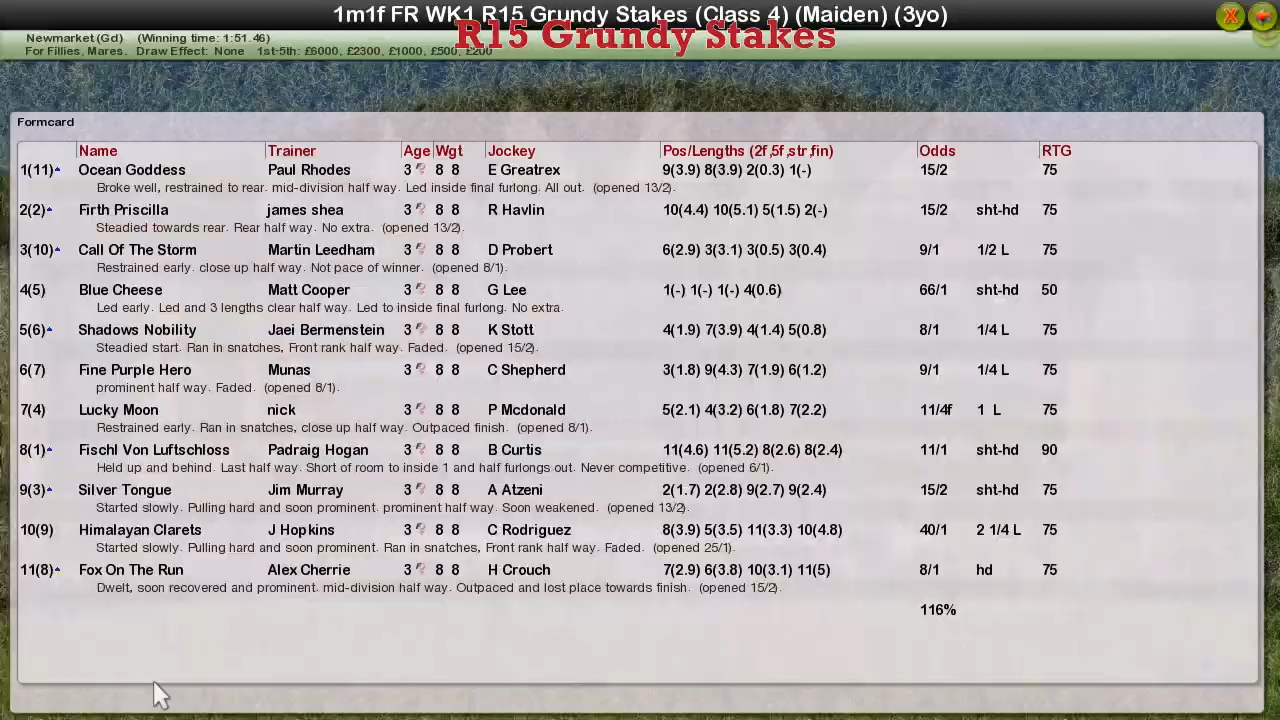 1m1f FR WK1 R15 Grundy Stakes (Class 4) (Maiden) (3yo)
R15 Grundy Stakes
Newmarket(Gd) (Winning time: 1:51.46)
For Fillies, Mares. Draw Effect: None 1st-5th: £6000, £2300, £1000, £500, £200
Formcard
Name Trainer Age Wgt Jockey Pos/Lengths (2f,5f,str,fin) Odds RTG
1(11) Ocean Goddess Paul Rhodes 3 8 8 E Greatrex 9(3.9) 8(3.9) 2(0.3) 1(-) 15/2 75
Broke well, restrained to rear. mid-division half way. Led inside final furlong. All out. (opened 13/2).
2(2) Firth Priscilla james shea 3 8 8 R Havlin 10(4.4) 10(5.1) 5(1.5) 2(-) 15/2 sht-hd 75
Steadied towards rear. Rear half way. No extra. (opened 13/2).
3(10) Call Of The Storm Martin Leedham 3 8 8 D Probert 6(2.9) 3(3.1) 3(0.5) 3(0.4) 9/1 1/2 L 75
Restrained early. close up half way. Not pace of winner. (opened 8/1).
4(5) Blue Cheese Matt Cooper 3 8 8 G Lee 1(-) 1(-) 1(-) 4(0.6) 66/1 sht-hd 50
Led early. Led and 3 lengths clear half way. Led to inside final furlong. No extra.
5(6) Shadows Nobility Jaei Bermenstein 3 8 8 K Stott 4(1.9) 7(3.9) 4(1.4) 5(0.8) 8/1 1/4 L 75
Steadied start. Ran in snatches, Front rank half way. Faded. (opened 15/2).
6(7) Fine Purple Hero Munas 3 8 8 C Shepherd 3(1.8) 9(4.3) 7(1.9) 6(1.2) 9/1 1/4 L 75
prominent half way. Faded. (opened 8/1).
7(4) Lucky Moon nick 3 8 8 P Mcdonald 5(2.1) 4(3.2) 6(1.8) 7(2.2) 11/4f 1 L 75
Restrained early. Ran in snatches, close up half way. Outpaced finish. (opened 8/1).
8(1) Fischl Von Luftschloss Padraig Hogan 3 8 8 B Curtis 11(4.6) 11(5.2) 8(2.6) 8(2.4) 11/1 sht-hd 90
Held up and behind. Last half way. Short of room to inside 1 and half furlongs out. Never competitive. (opened 6/1).
9(3) Silver Tongue Jim Murray 3 8 8 A Atzeni 2(1.7) 2(2.8) 9(2.7) 9(2.4) 15/2 sht-hd 75
Started slowly. Pulling hard and soon prominent. prominent half way. Soon weakened. (opened 13/2).
10(9) Himalayan Clarets J Hopkins 3 8 8 C Rodriguez 8(3.9) 5(3.5) 11(3.3) 10(4.8) 40/1 2 1/4 L 75
Started slowly. Pulling hard and soon prominent. Ran in snatches, Front rank half way. Faded. (opened 25/1).
11(8) Fox On The Run Alex Cherrie 3 8 8 H Crouch 7(2.9) 6(3.8) 10(3.1) 11(5) 8/1 hd 75
Dwelt, soon recovered and prominent. mid-division half way. Outpaced and lost place towards finish. (opened 15/2).
116%